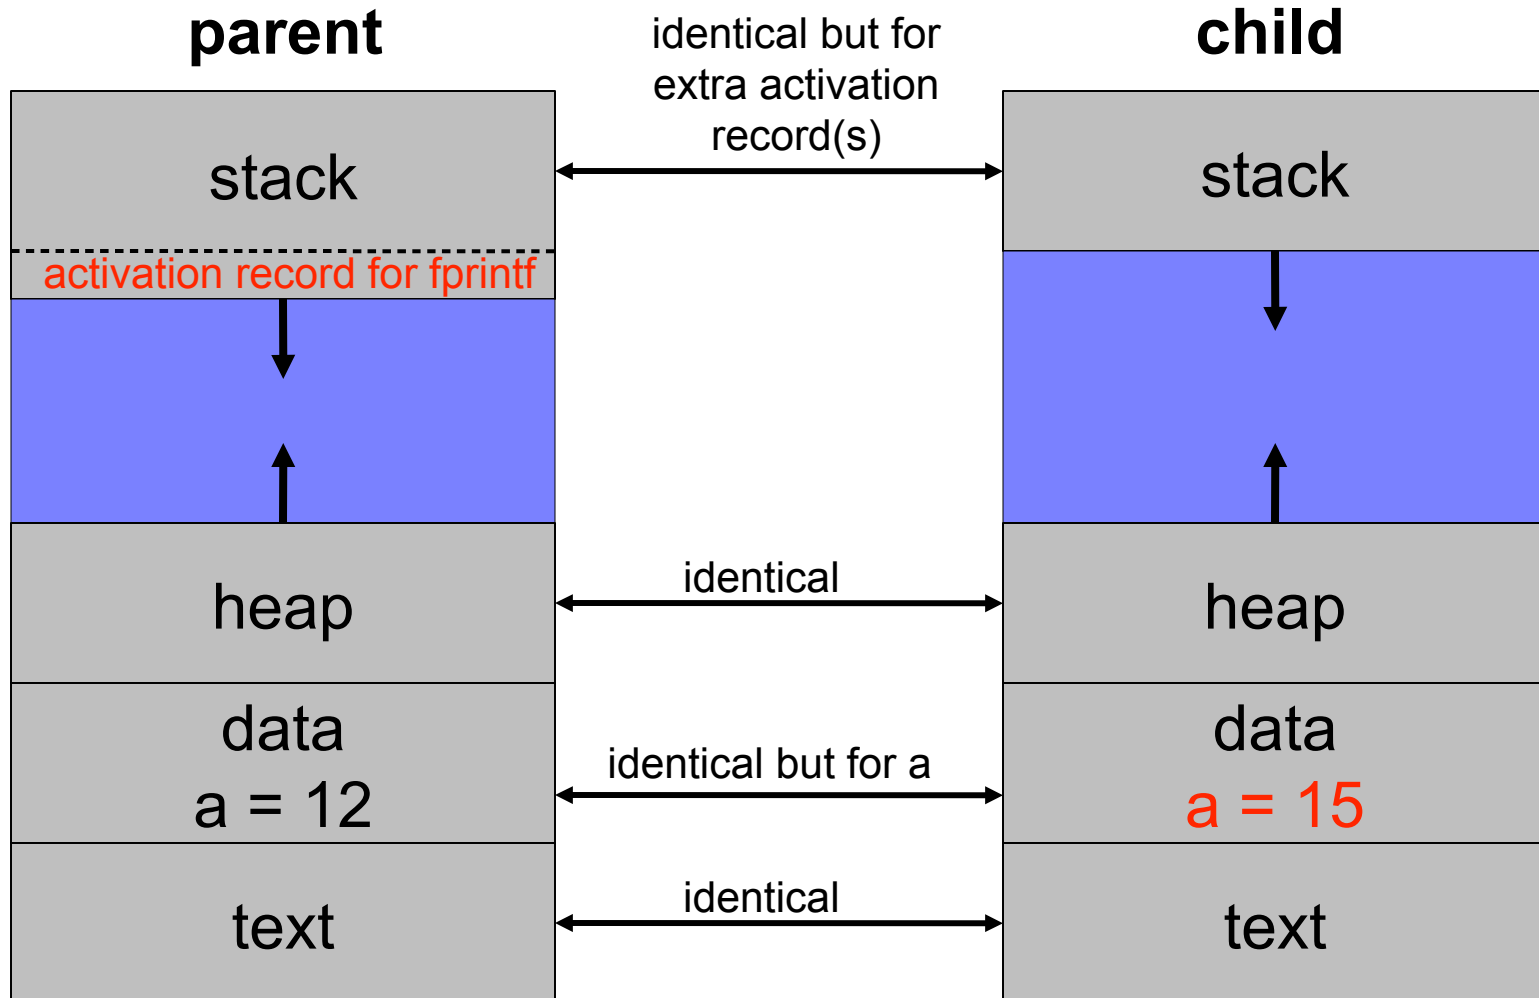 parent
identical but for
extra activation
record(s)
child
stack
stack
activation record for fprintf
identical
heap
heap
data
a = 12
identical but for a
data
a = 15
identical
text
text